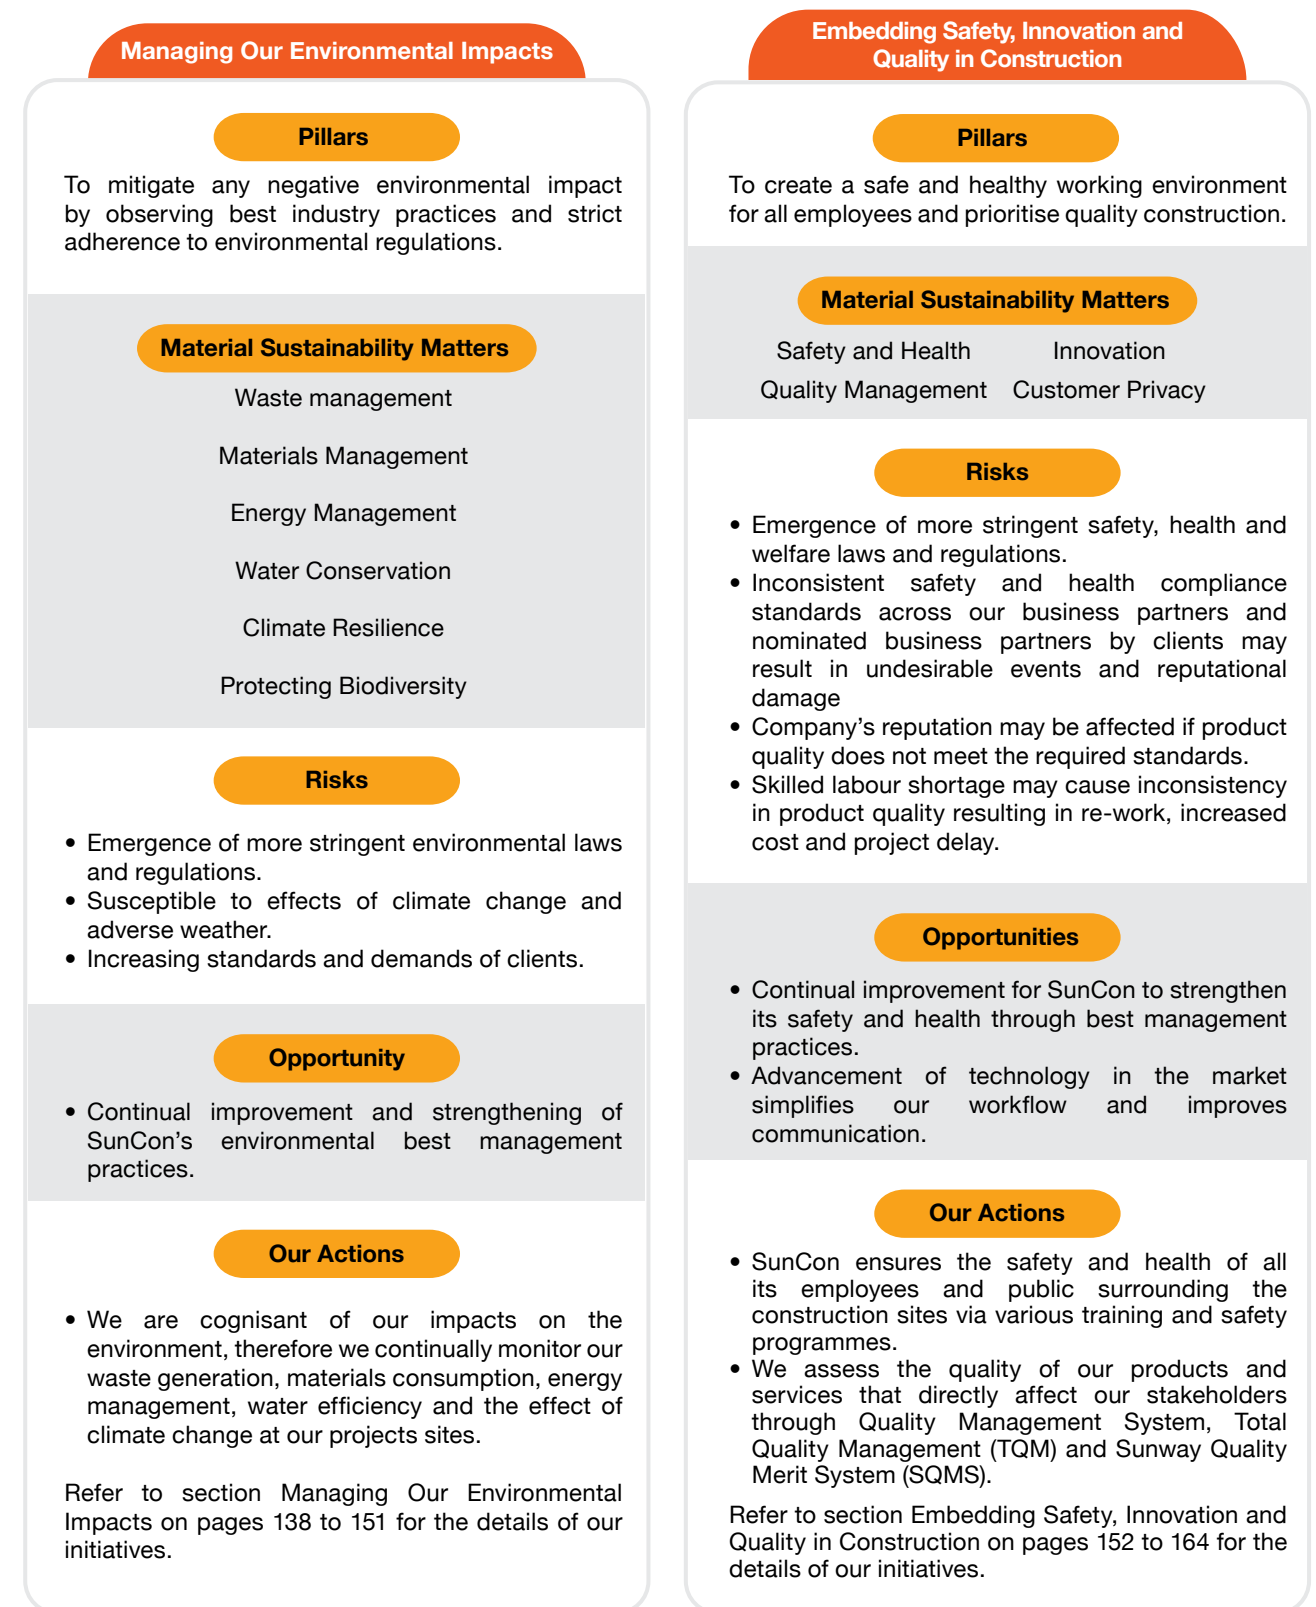 Managing Our Environmental Impacts
Pillars
To mitigate any negative environmental impact
by observing best industry practices and strict
adherence to environmental regulations.
Material Sustainability Matters
Waste management
Materials Management
Energy Management
Water Conservation
Climate Resilience
Protecting Biodiversity
Risks
• Emergence of more stringent environmental laws
and regulations.
• Susceptible to effects of climate change and
adverse weather.
• Increasing standards and demands of clients.
Opportunity
• Continual improvement and strengthening of
SunCon's environmental best management
practices.
Our Actions
• We are cognisant of our impacts on the
environment, therefore we continually monitor our
waste generation, materials consumption, energy
management, water efficiency and the effect of
climate change at our projects sites.
Refer to section Managing Our Environmental
Impacts on pages 138 to 151 for the details of our
initiatives.
Embedding Safety, Innovation and
Quality in Construction
Pillars
To create a safe and healthy working environment
for all employees and prioritise quality construction.
Material Sustainability Matters
Safety and Health Innovation
Quality Management Customer Privacy
Risks
• Emergence of more stringent safety, health and
welfare laws and regulations.
• Inconsistent safety and health compliance
standards across our business partners and
nominated business partners by clients may
result in undesirable events and reputational
damage
• Company's reputation may be affected if product
quality does not meet the required standards.
• Skilled labour shortage may cause inconsistency
in product quality resulting in re-work, increased
cost and project delay.
Opportunities
• Continual improvement for SunCon to strengthen
its safety and health through best management
practices.
• Advancement of technology in the market
simplifies our workflow and improves
communication.
Our Actions
• SunCon ensures the safety and health of all
its employees and public surrounding the
construction sites via various training and safety
programmes.
• We assess the quality of our products and
services that directly affect our stakeholders
through Quality Management System, Total
Quality Management (TQM) and Sunway Quality
Merit System (SQMS).
Refer to section Embedding Safety, Innovation and
Quality in Construction on pages 152 to 164 for the
details of our initiatives.